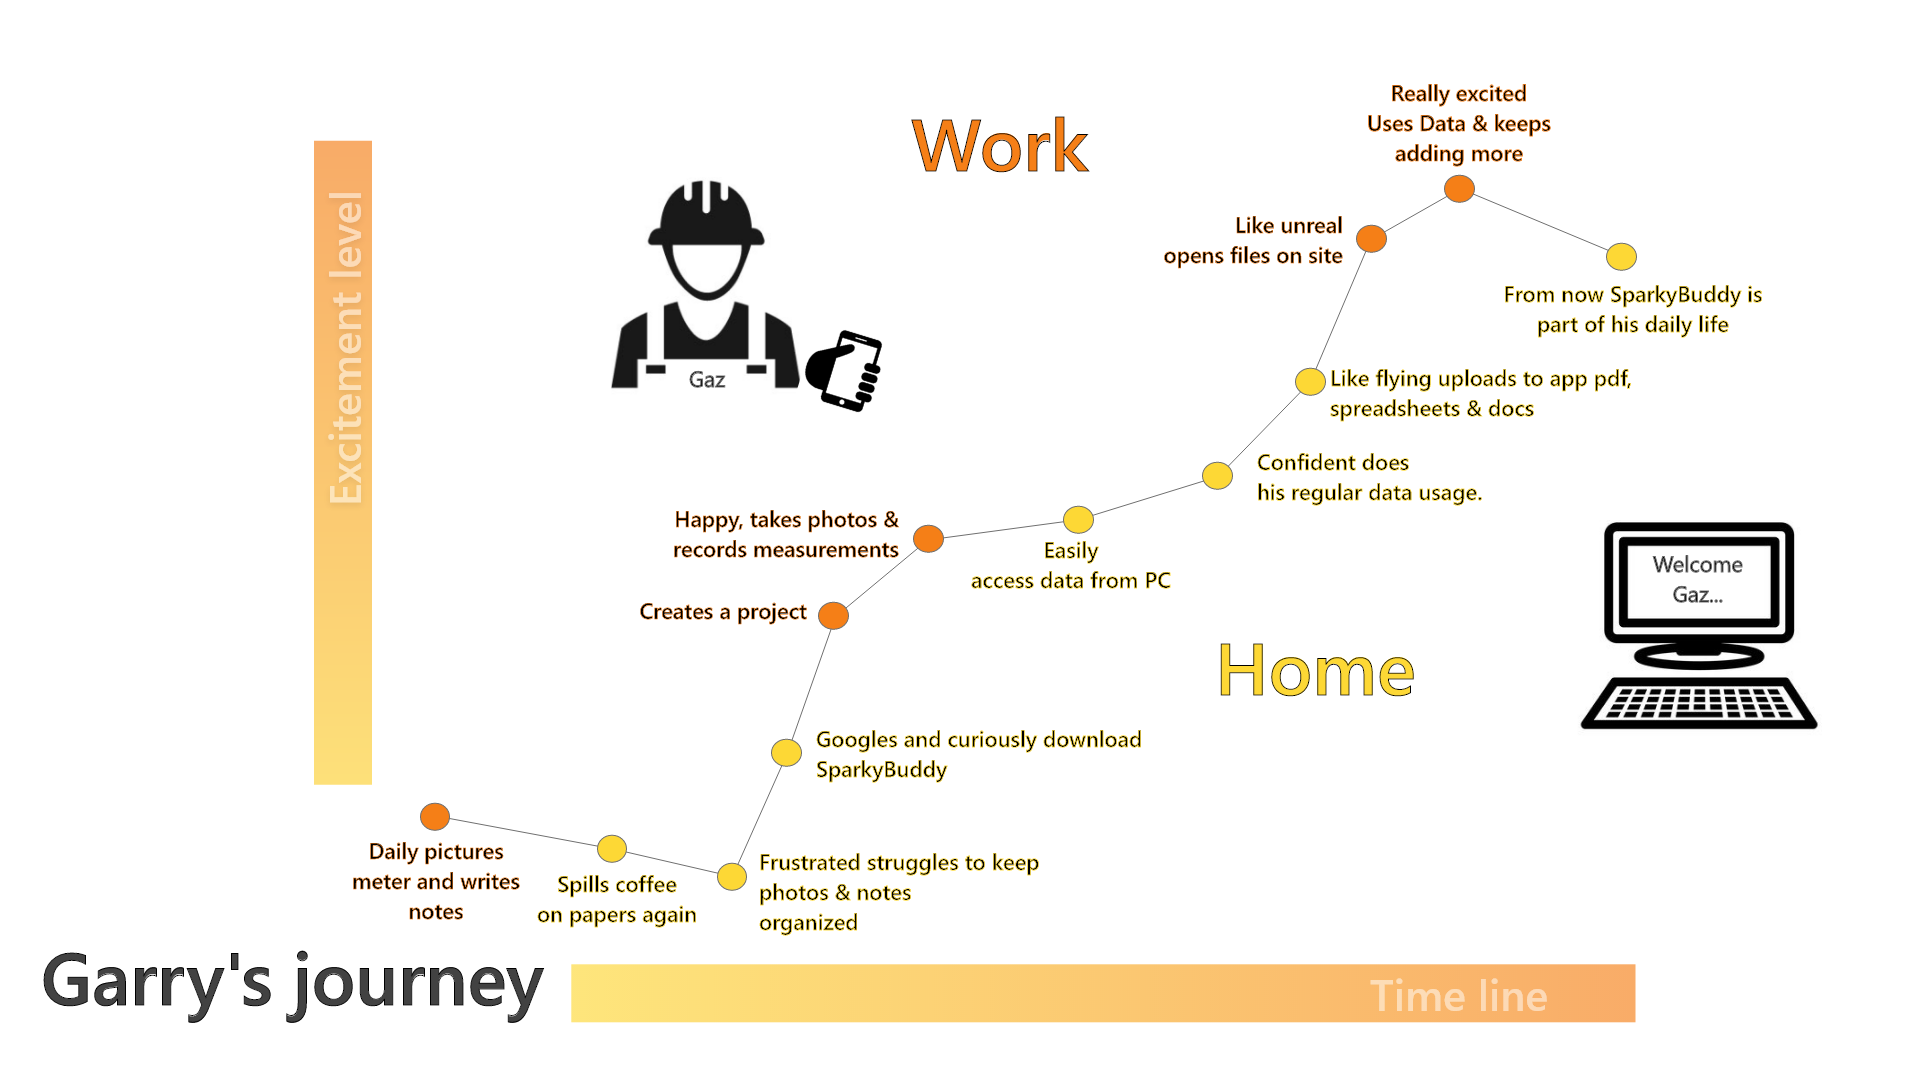 Work
Really excited
Uses Data & keeps
adding more
Excitement level
Like unreal
opens files on site
From now SparkyBuddy is
part of his daily life
Gaz
Like flying uploads to app pdf,
spreadsheets & docs
Confident does
his regular data usage.
Happy, takes photos &
records measurements
Easily
access data from PC
Welcome
Gaz...
Creates a project
Home
Googles and curiously download
SparkyBuddy
Daily pictures
meter and writes
notes
Spills coffee
on papers again
Frustrated struggles to keep
photos & notes
organized
Garry's journey
Time line